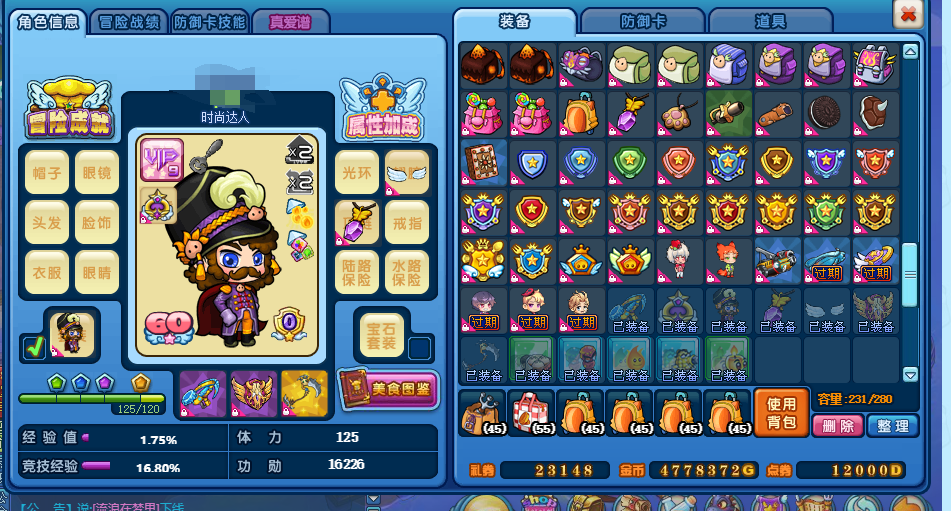 角色信息
冒险战绩
防御卡技能
真爱谱
装备
防御卡
道具
冒险成就
时尚达人
属性加成
VIP
9
X2
X2
帽子
眼镜
光环
头发
脸饰
戒指
衣服
眼睛
陆路保险
水路保险
60
0
宝石套装
125/120
美食图鉴
经验值
1.75%
体力
125
竞技经验
16.80%
功勋
16226
过期
过期
过期
过期
过期
已装备
已装备
已装备
已装备
已装备
已装备
已装备
已装备
已装备
已装备
已装备
已装备
(45)
(55)
(45)
(45)
(45)
(45)
使用背包
容量:231/280
删除
整理
礼券
23148
金币
4778372G
点券
12000D
【公 告】说:[流浪在梦里]下线